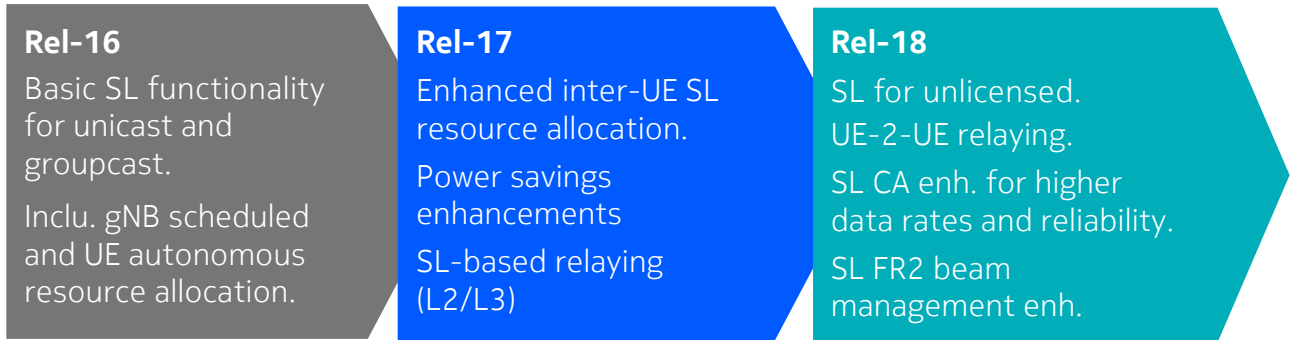 Rel-16
Basic SL functionality
for unicast and
groupcast.
Inclu. gNB scheduled
and UE autonomous
resource allocation.
Rel-17
Enhanced inter-UE SL
resource allocation.
Power savings
enhancements
SL-based relaying
(L2/L3)
Rel-18
SL for unlicensed.
UE-2-UE relaying.
SL CA enh. for higher
data rates and reliability.
SL FR2 beam
management enh.